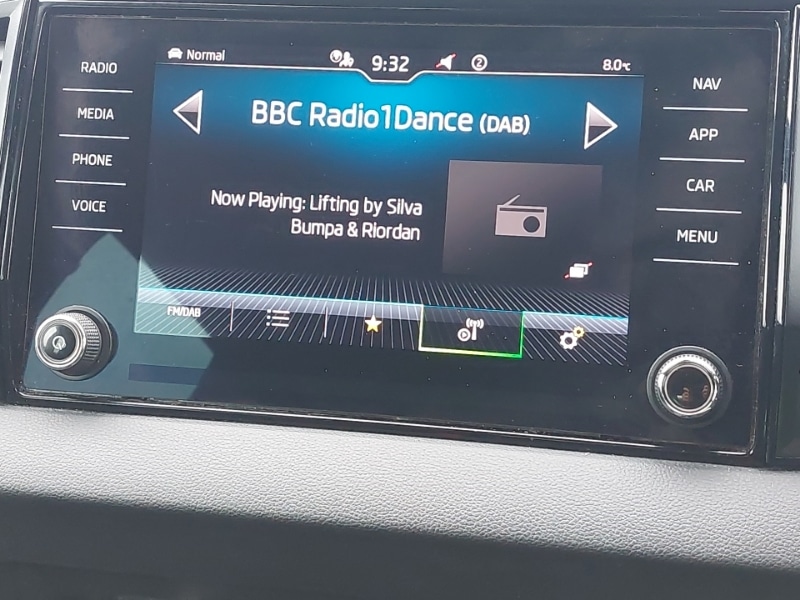 RADIO
MEDIA
PHONE
VOICE
Normal
9:32
2
8.0°C
BBC Radio1Dance (DAB)
Now Playing: Lifting by Silva
Bumpa & Riordan
FM/DAB
NAV
APP
CAR
MENU